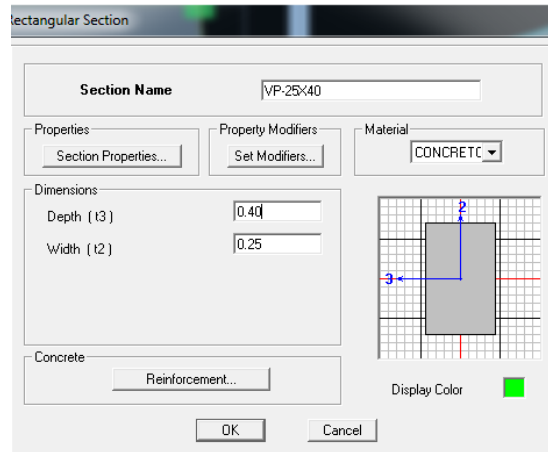 Rectangular Section
Section Name
VP-25X40
Properties
Section Properties...
Property Modifiers
Set Modifiers...
Material
CONCRETC
Dimensions
Depth ( t3 )
0.40
Width ( t2 )
0.25
2
3
Concrete
Reinforcement...
Display Color
OK
Cancel